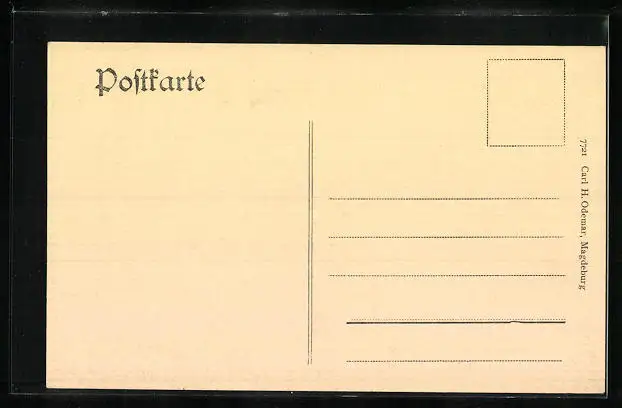 Postkarte
7721 Carl H. Odemar, Magdeburg